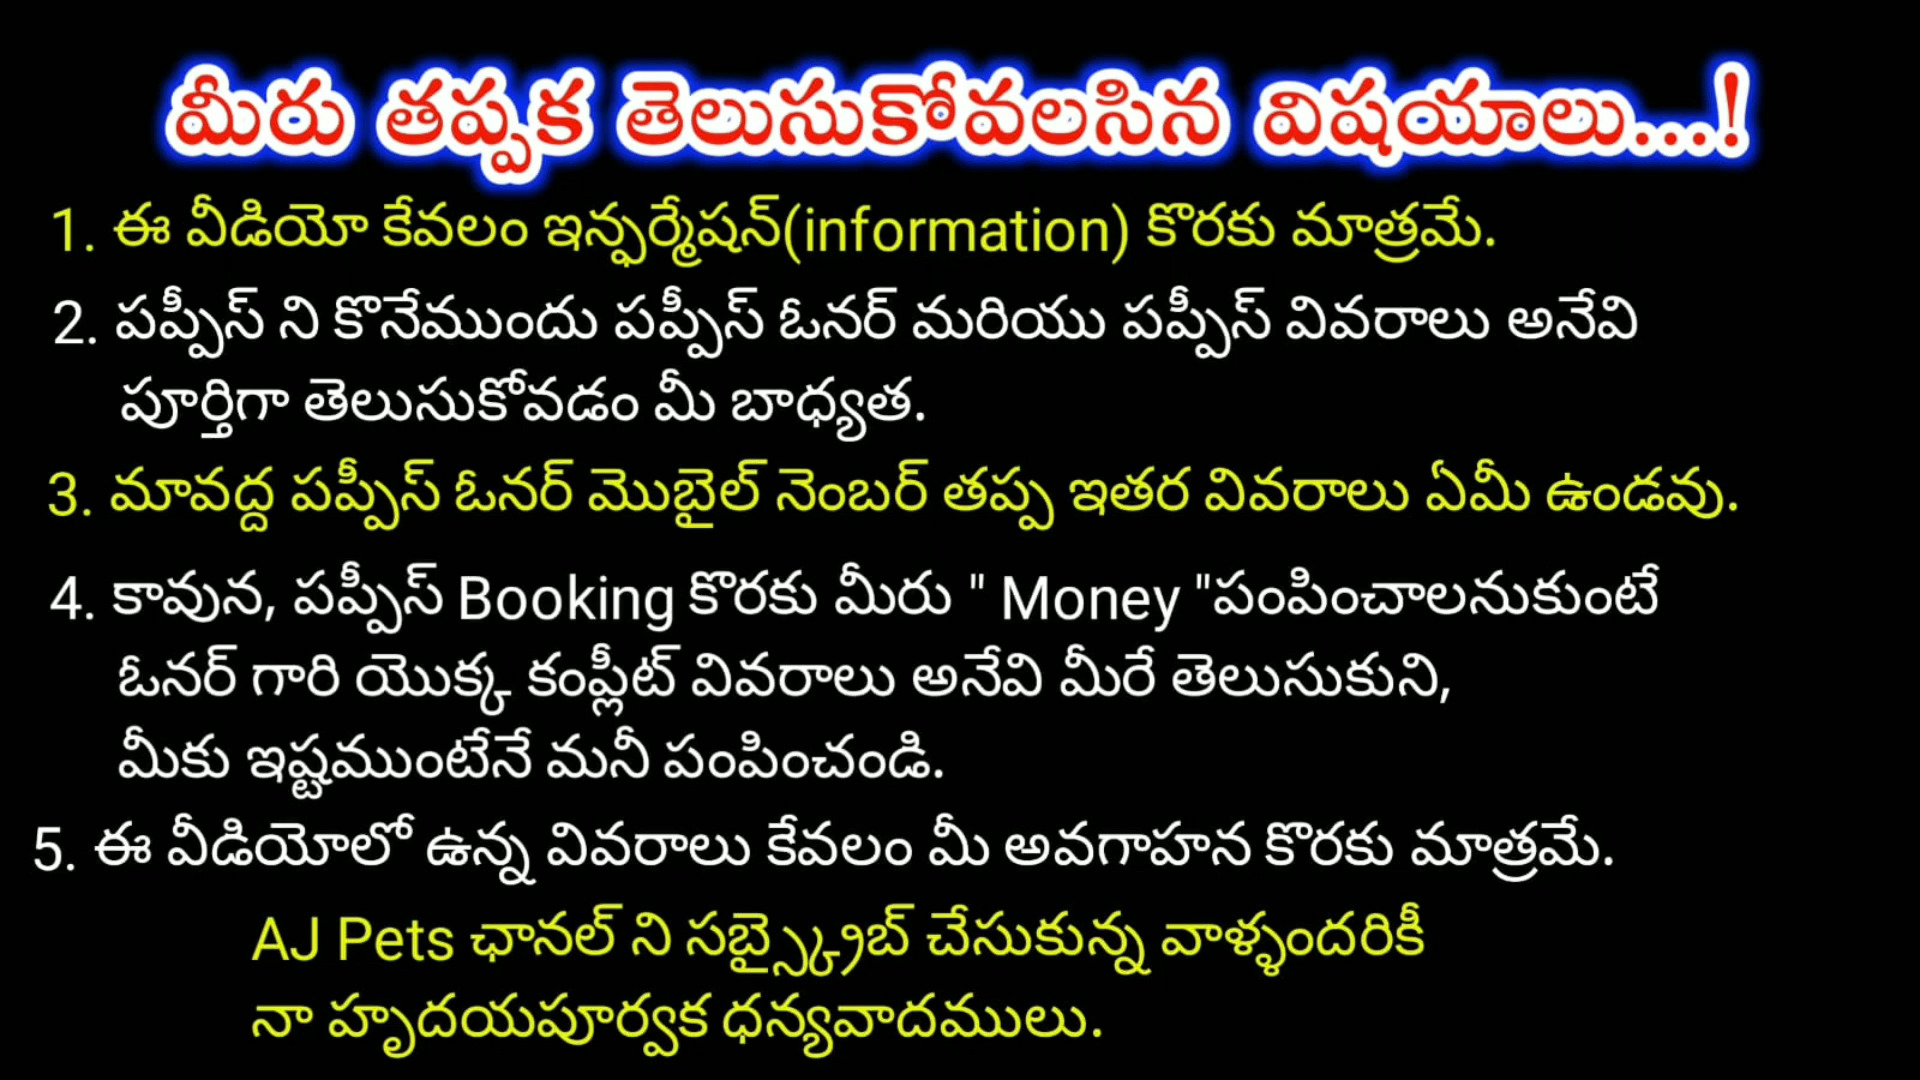 మీరు తప్పక తెలుసుకోవలసిన విషయాలు...!
1. ఈ వీడియో కేవలం ఇన్ఫర్మేషన్(information) కొరకు మాత్రమే.
2. పప్పీస్ ని కొనేముందు పప్పీస్ ఓనర్ మరియు పప్పీస్ వివరాలు అనేవి
పూర్తిగా తెలుసుకోవడం మీ బాధ్యత.
3. మావద్ద పప్పీస్ ఓనర్ మొబైల్ నెంబర్ తప్ప ఇతర వివరాలు ఏమీ ఉండవు.
4. కావున, పప్పీస్ Booking కొరకు మీరు " Money "పంపించాలనుకుంటే
ఓనర్ గారి యొక్క కంప్లీట్ వివరాలు అనేవి మీరే తెలుసుకుని,
మీకు ఇష్టముంటేనే మనీ పంపించండి.
5. ఈ వీడియోలో ఉన్న వివరాలు కేవలం మీ అవగాహన కొరకు మాత్రమే.
AJ Pets ఛానల్ ని సబ్స్క్రైబ్ చేసుకున్న వాళ్ళందరికీ
నా హృదయపూర్వక ధన్యవాదములు.